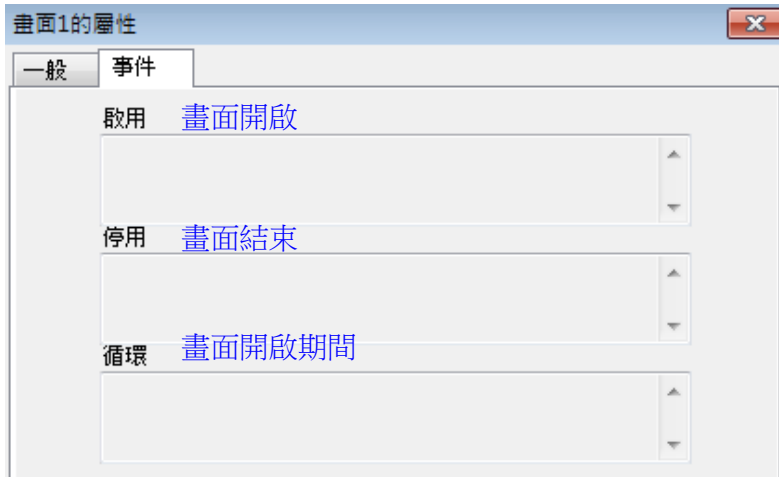 畫面1的屬性
一般 事件
啟用 畫面開啟
停用 畫面結束
循環 畫面開啟期間